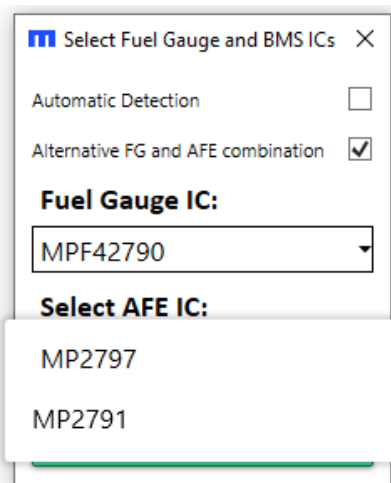 Select Fuel Gauge and BMS ICs
Automatic Detection
Alternative FG and AFE combination
Fuel Gauge IC:
MPF42790
Select AFE IC:
MP2797
MP2791